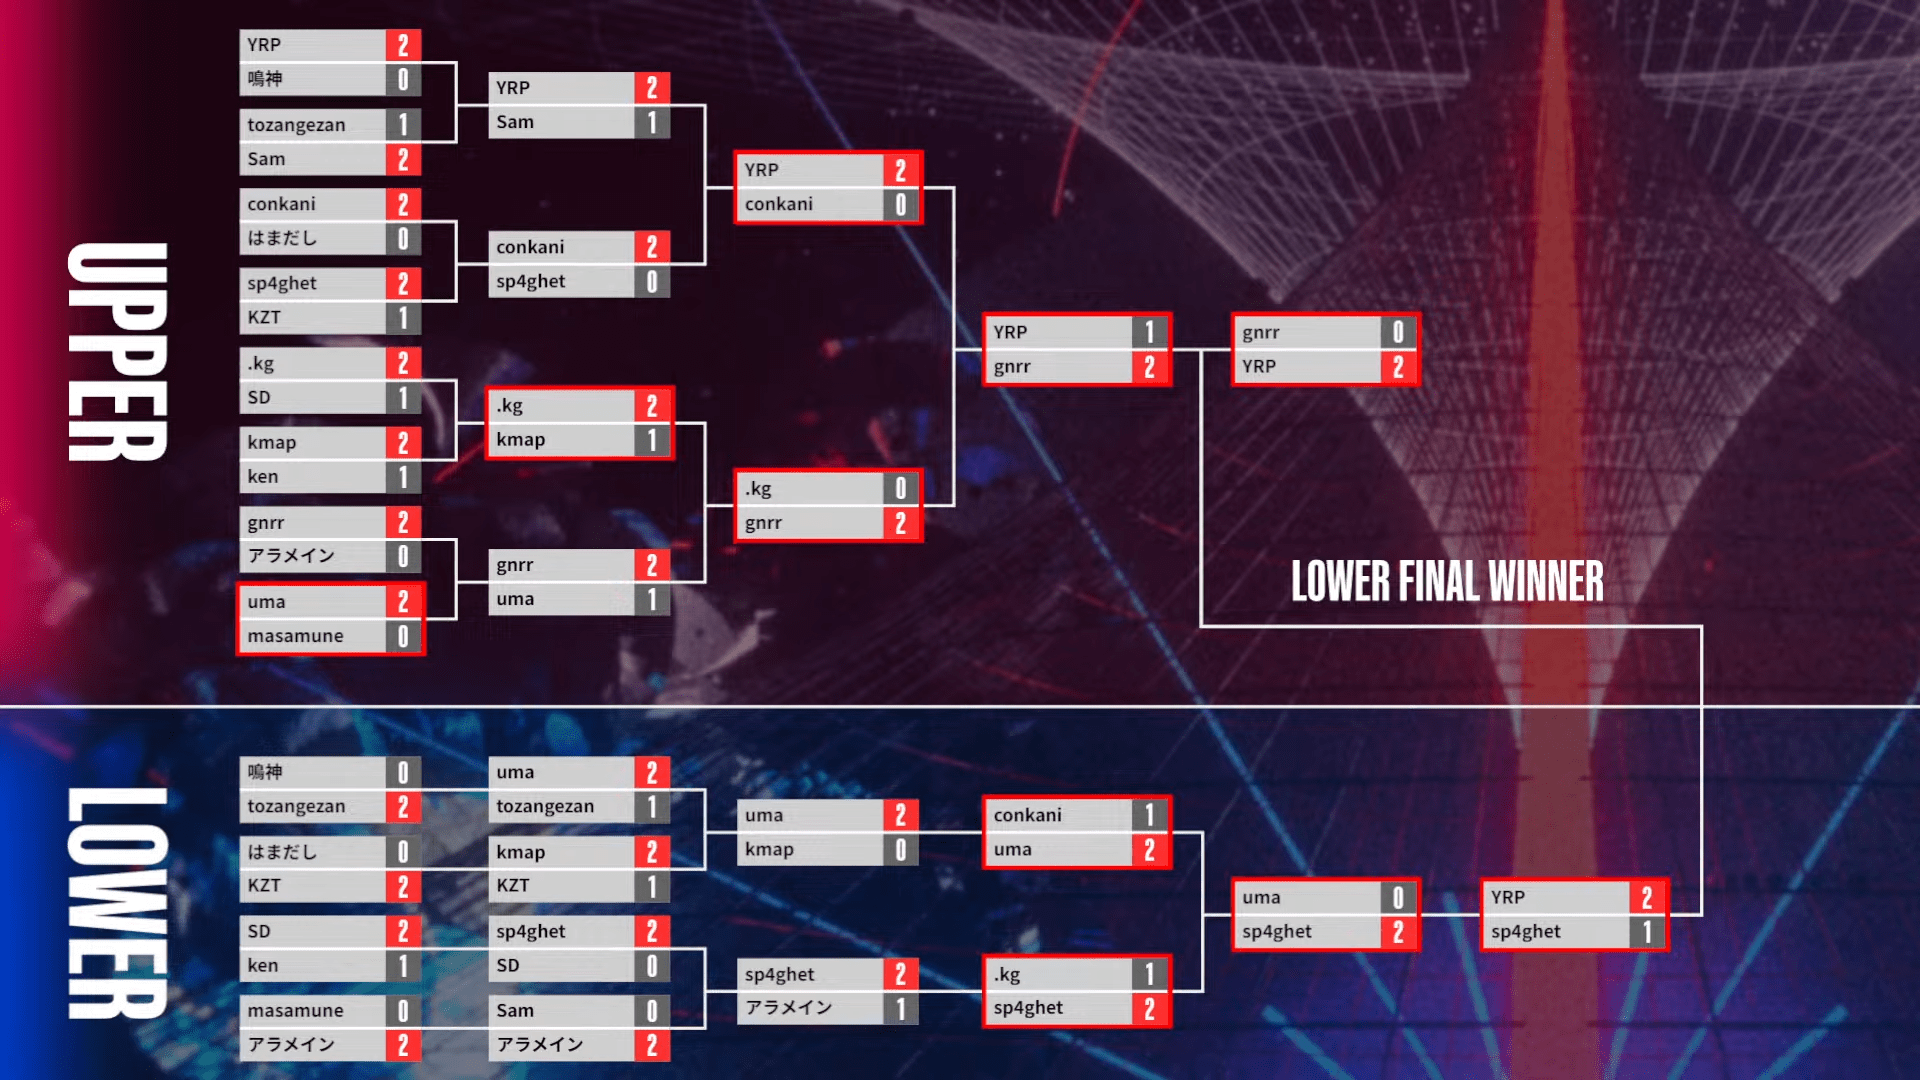 UPPER
YRP 2
鳴神 0
tozangezan 1
Sam 2
conkani 2
はまだし 0
sp4ghet 2
KZT 1
.kg 2
SD 1
kmap 2
ken 1
gnrr 2
アラメイン 0
uma 2
masamune 0
YRP 2
Sam 1
conkani 2
sp4ghet 0
.kg 2
kmap 1
gnrr 2
uma 1
YRP 2
conkani 0
.kg 0
gnrr 2
YRP 1
gnrr 2
gnrr 0
YRP 2
LOWER FINAL WINNER
LOWER
鳴神 0
tozangezan 2
はまだし 0
KZT 2
SD 2
ken 1
masamune 0
アラメイン 2
uma 2
tozangezan 1
kmap 2
KZT 1
sp4ghet 2
SD 0
Sam 0
アラメイン 2
uma 2
kmap 0
sp4ghet 2
アラメイン 1
conkani 1
uma 2
.kg 1
sp4ghet 2
uma 0
sp4ghet 2
YRP 2
sp4ghet 1